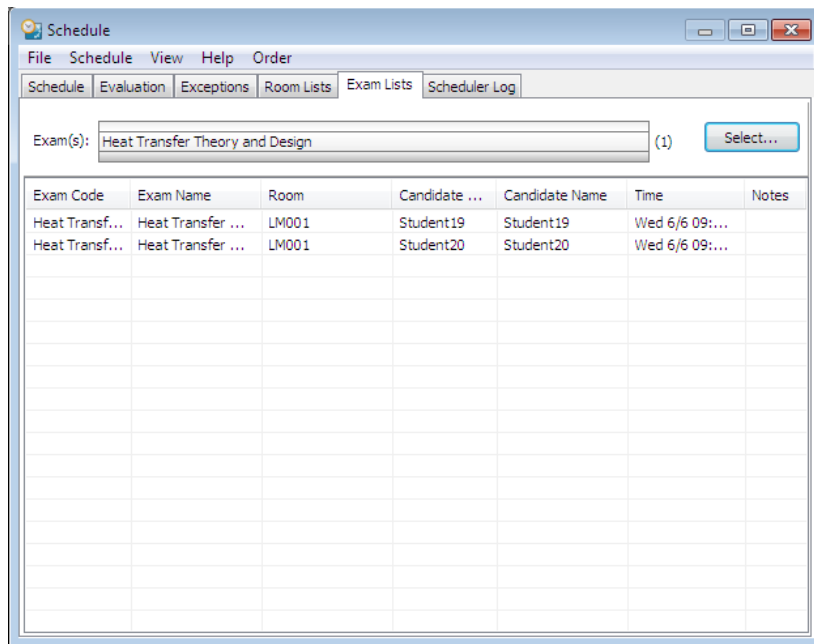 Schedule
File Schedule View Help Order
Schedule Evaluation Exceptions Room Lists Exam Lists Scheduler Log
Exam(s): Heat Transfer Theory and Design (1) Select...
Exam Code Exam Name Room Candidate ... Candidate Name Time Notes
Heat Transf... Heat Transfer ... LM001 Student19 Student19 Wed 6/6 09:...
Heat Transf... Heat Transfer ... LM001 Student20 Student20 Wed 6/6 09:...